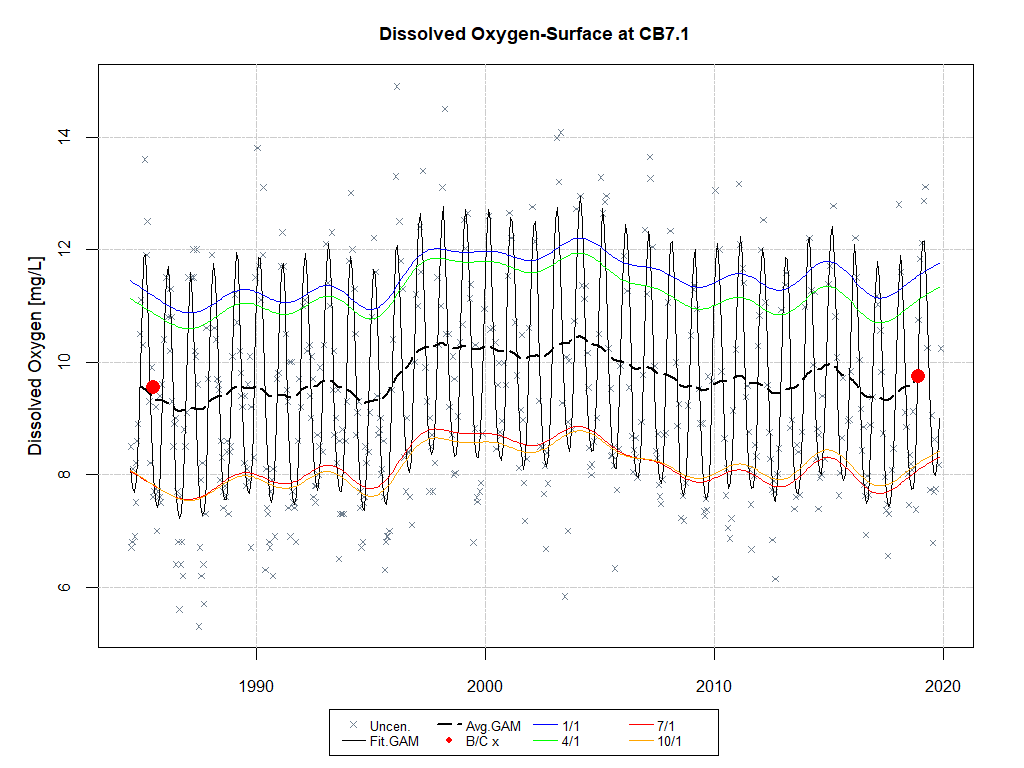 Dissolved Oxygen-Surface at CB7.1
Dissolved Oxygen [mg/L]
14
12
10
8
6
1990 2000 2010 2020
Uncen. Avg.GAM 1/1 7/1
Fit.GAM B/C x 4/1 10/1